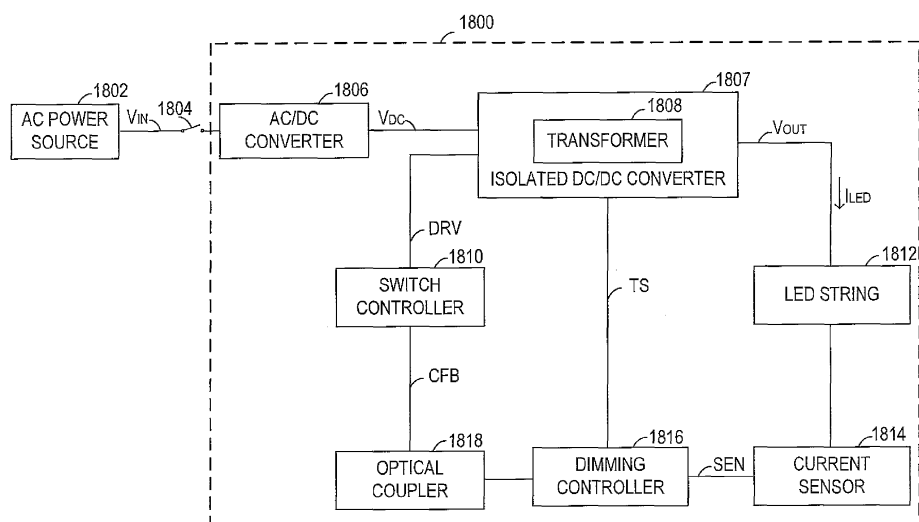 1800
1802
AC POWER
SOURCE
VIN
1804
1806
AC/DC
CONVERTER
VDC
1807
1808
TRANSFORMER
ISOLATED DC/DC CONVERTER
VOUT
ILED
DRV
1810
SWITCH
CONTROLLER
TS
1812
LED STRING
CFB
1818
OPTICAL
COUPLER
1816
DIMMING
CONTROLLER
SEN
1814
CURRENT
SENSOR